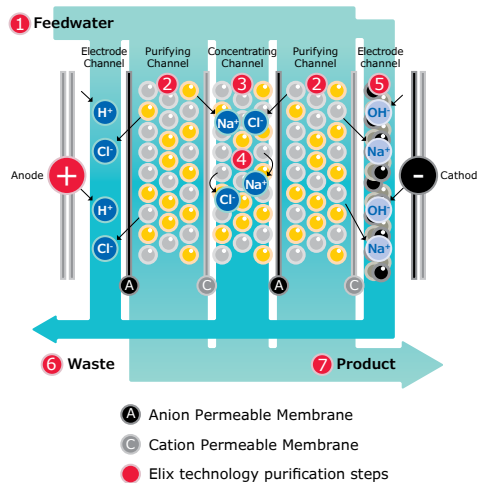 1 Feedwater
Electrode Channel
Purifying Channel
Concentrating Channel
Purifying Channel
Electrode channel
2
3
2
5
H⁺
Na⁺
Cl⁻
OH⁻
Cl⁻
4
Na⁺
Anode
+
-
Cathod
H⁺
Cl⁻
Na⁺
OH⁻
Cl⁻
Na⁺
A
C
A
C
6 Waste
7 Product
A Anion Permeable Membrane
C Cation Permeable Membrane
Elix technology purification steps